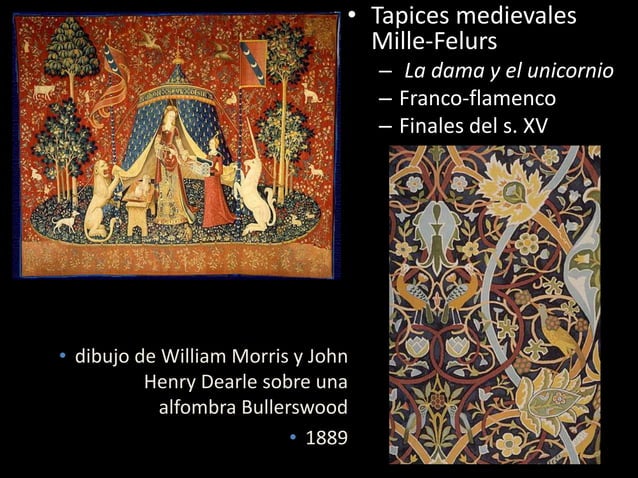 • Tapices medievales
Mille-Felurs
– La dama y el unicornio
– Franco-flamenco
– Finales del s. XV
• dibujo de William Morris y John
Henry Dearle sobre una
alfombra Bullerswood
• 1889